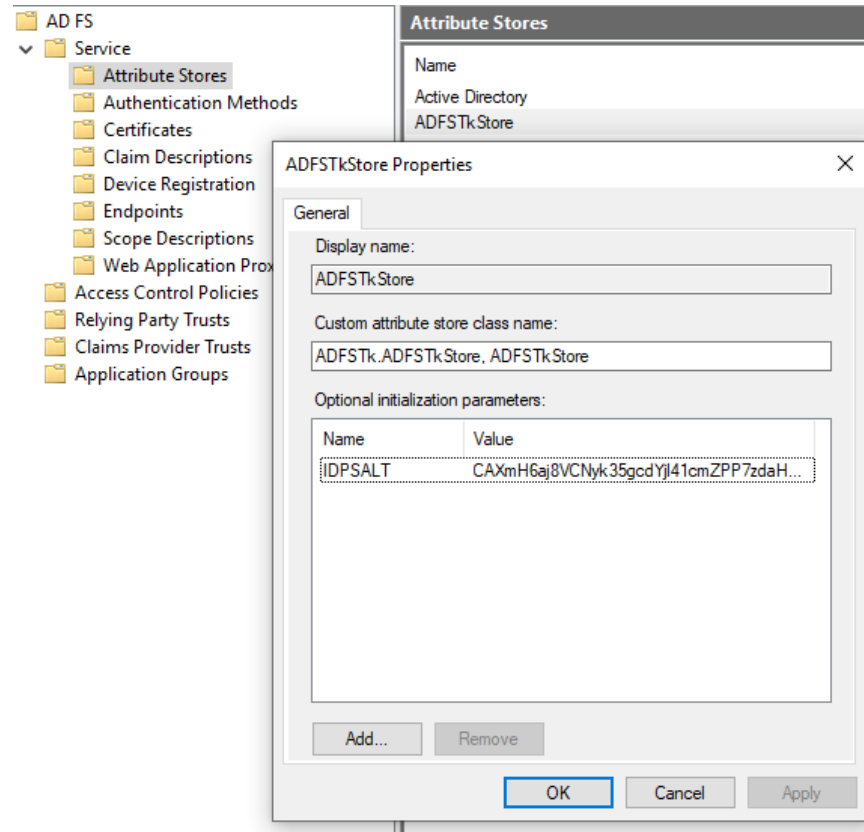 AD FS
Service
Attribute Stores
Authentication Methods
Certificates
Claim Descriptions
Device Registration
Endpoints
Scope Descriptions
Web Application Prox
Access Control Policies
Relying Party Trusts
Claims Provider Trusts
Application Groups
Attribute Stores
Name
Active Directory
ADFSTkStore
ADFSTkStore Properties
General
Display name:
ADFSTkStore
Custom attribute store class name:
ADFSTk.ADFSTkStore, ADFSTkStore
Optional initialization parameters:
Name Value
IDPSALT CAXmH6aj8VCNyk35gcdYjl41cmZPP7zdaH...
Add... Remove
OK Cancel Apply